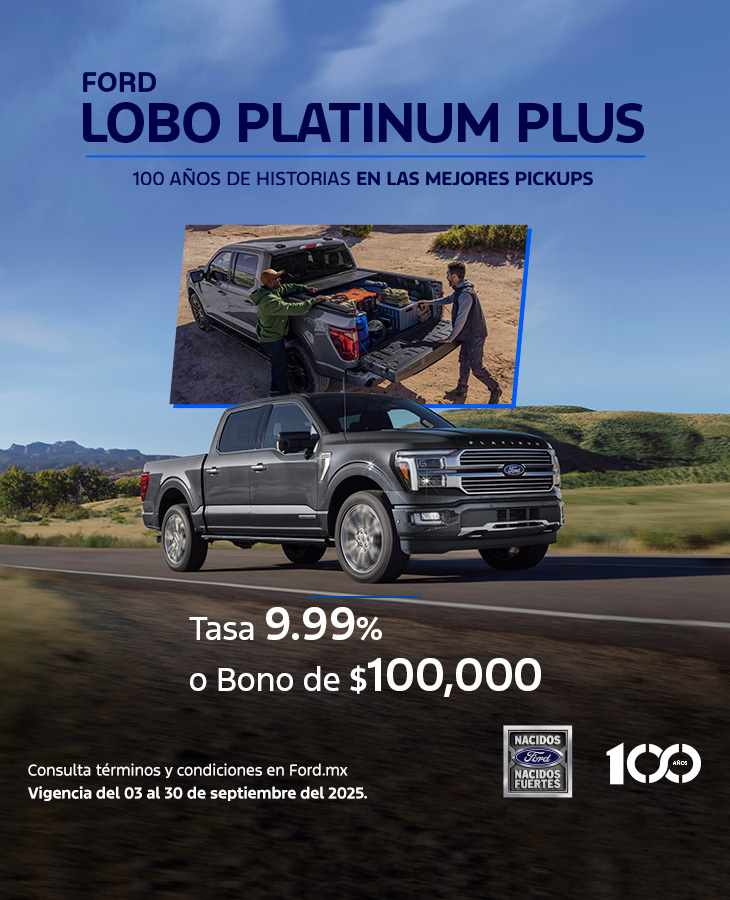 FORD
LOBO PLATINUM PLUS
100 AÑOS DE HISTORIAS EN LAS MEJORES PICKUPS
PLATINUM
Ford
Tasa 9.99%
o Bono de $100,000
NACIDOS
Ford
NACIDOS
FUERTES
100 AÑOS
Consulta términos y condiciones en Ford.mx
Vigencia del 03 al 30 de septiembre del 2025.